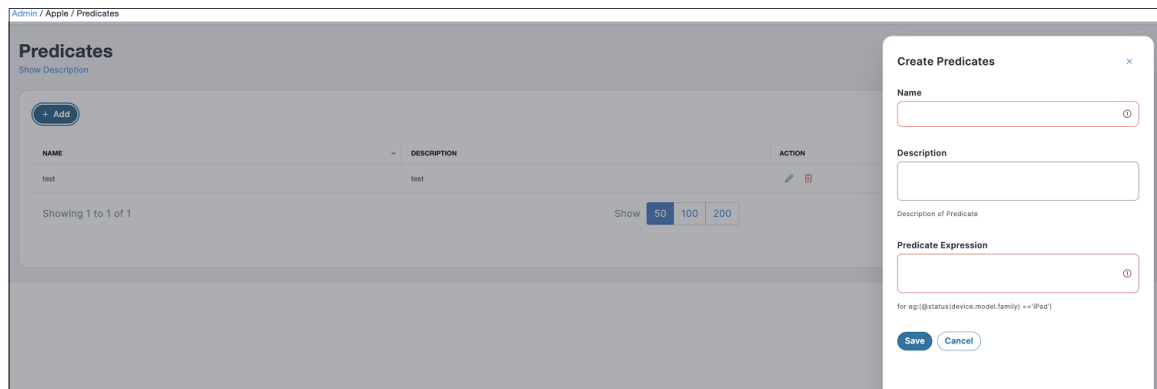 Admin / Apple / Predicates
Predicates
Show Description
+ Add
NAME DESCRIPTION ACTION
test test
Showing 1 to 1 of 1 Show 50 100 200
Create Predicates ×
Name
Description
Description of Predicate
Predicate Expression
for eg:(@status(device.model.family) =='iPad')
Save Cancel